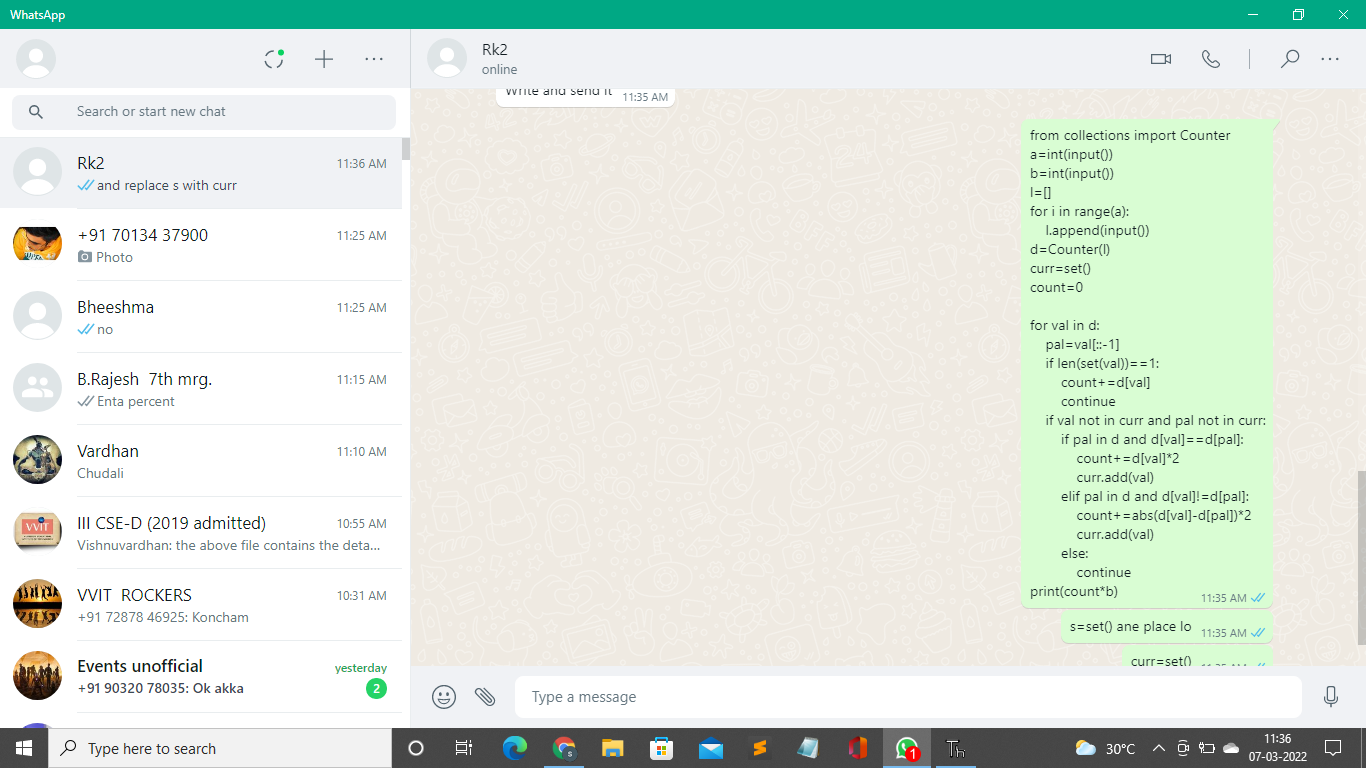 WhatsApp
Search or start new chat
Rk2
11:36 AM
and replace s with curr
+91 70134 37900
11:25 AM
Photo
Bheeshma
11:25 AM
no
B.Rajesh 7th mrg.
11:15 AM
Enta percent
Vardhan
11:10 AM
Chudali
VVIT
III CSE-D (2019 admitted)
10:55 AM
Vishnuvardhan: the above file contains the deta...
VVIT ROCKERS
10:31 AM
+91 72878 46925: Koncham
Events unofficial
yesterday
+91 90320 78035: Ok akka
2
Rk2
online
Write and send it
11:35 AM
from collections import Counter
a=int(input())
b=int(input())
l=[]
for i in range(a):
    l.append(input())
d=Counter(l)
curr=set()
count=0
for val in d:
    pal=val[::-1]
    if len(set(val))==1:
        count+=d[val]
        continue
    if val not in curr and pal not in curr:
        if pal in d and d[val]==d[pal]:
            count+=d[val]*2
            curr.add(val)
        elif pal in d and d[val]!=d[pal]:
            count+=abs(d[val]-d[pal])*2
            curr.add(val)
        else:
            continue
print(count*b)
11:35 AM
s=set() ane place lo
11:35 AM
curr=set()
11:35 AM
Type a message
Type here to search
S
1
Th
30°C
11:36
07-03-2022